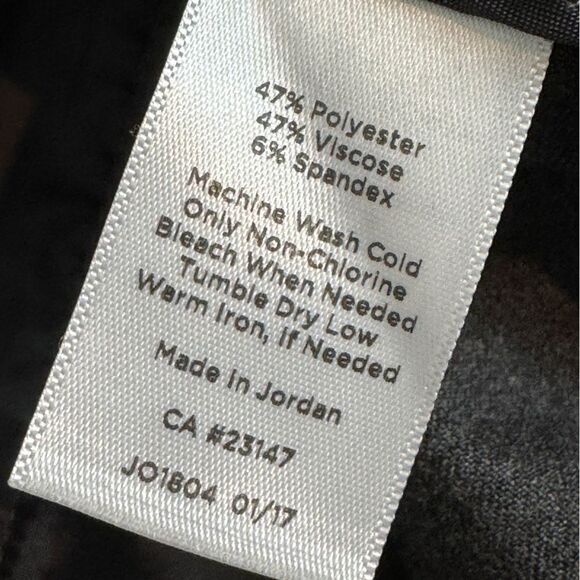 47% Polyester
47% Viscose
6% Spandex
Machine Wash Cold
Only Non-Chlorine
Bleach When Needed
Tumble Dry Low
Warm Iron, If Needed
Made in Jordan
CA #23147
JO1804 01/17